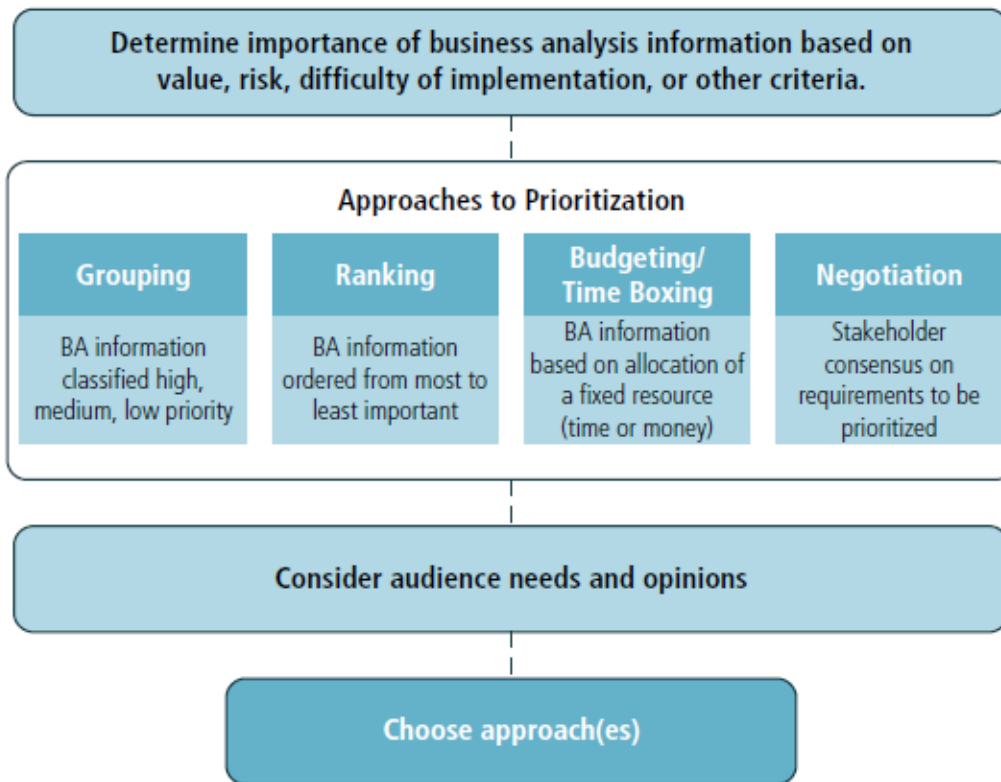 Determine importance of business analysis information based on
value, risk, difficulty of implementation, or other criteria.
Approaches to Prioritization
Grouping
BA information
classified high,
medium, low priority
Ranking
BA information
ordered from most to
least important
Budgeting/
Time Boxing
BA information
based on allocation of
a fixed resource
(time or money)
Negotiation
Stakeholder
consensus on
requirements to be
prioritized
Consider audience needs and opinions
Choose approach(es)